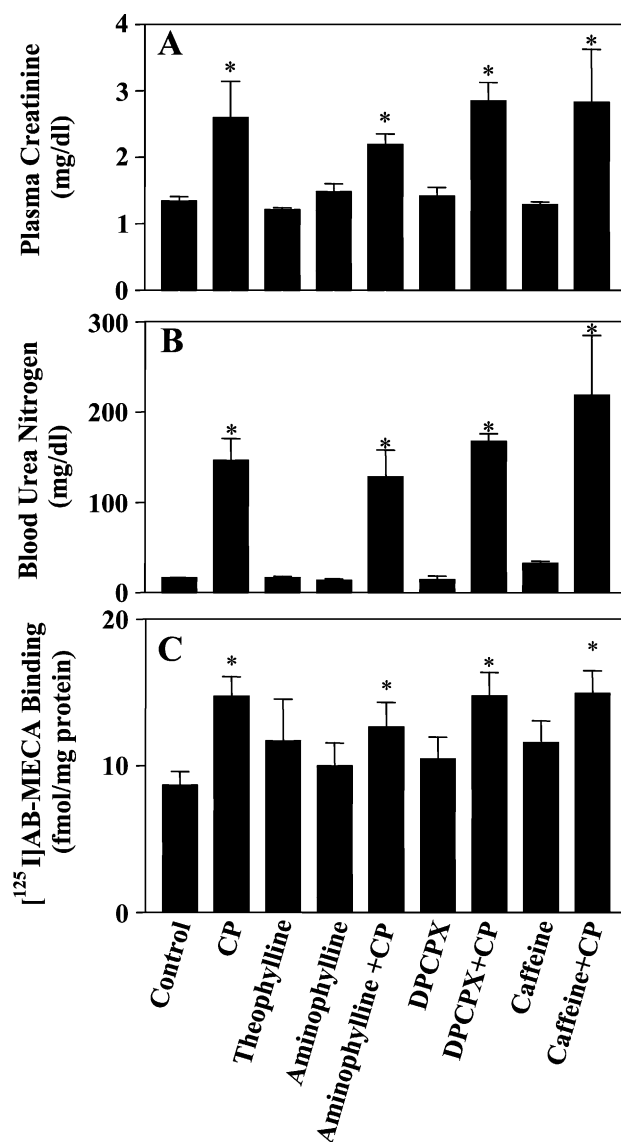 A
Plasma Creatinine
(mg/dl)
4
3
2
1
0
* * * *
B
Blood Urea Nitrogen
(mg/dl)
300
200
100
0
* * * *
C
[125I]AB-MECA Binding
(fmol/mg protein)
20
10
0
* * * *
Control
CP
Theophylline
Aminophylline
Aminophylline +CP
DPCPX
DPCPX+CP
Caffeine
Caffeine+CP